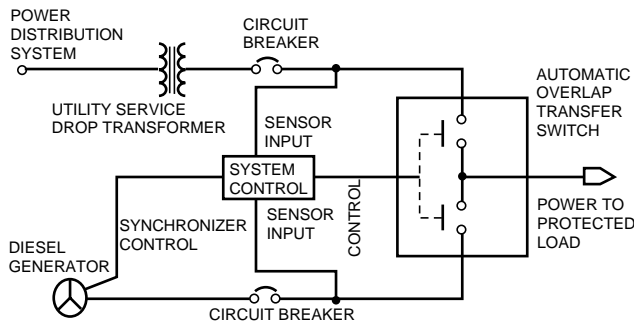 POWER
DISTRIBUTION
SYSTEM
CIRCUIT
BREAKER
UTILITY SERVICE
DROP TRANSFORMER
AUTOMATIC
OVERLAP
TRANSFER
SWITCH
SENSOR
INPUT
SYSTEM
CONTROL
CONTROL
SENSOR
INPUT
SYNCHRONIZER
CONTROL
POWER TO
PROTECTED
LOAD
DIESEL
GENERATOR
CIRCUIT BREAKER